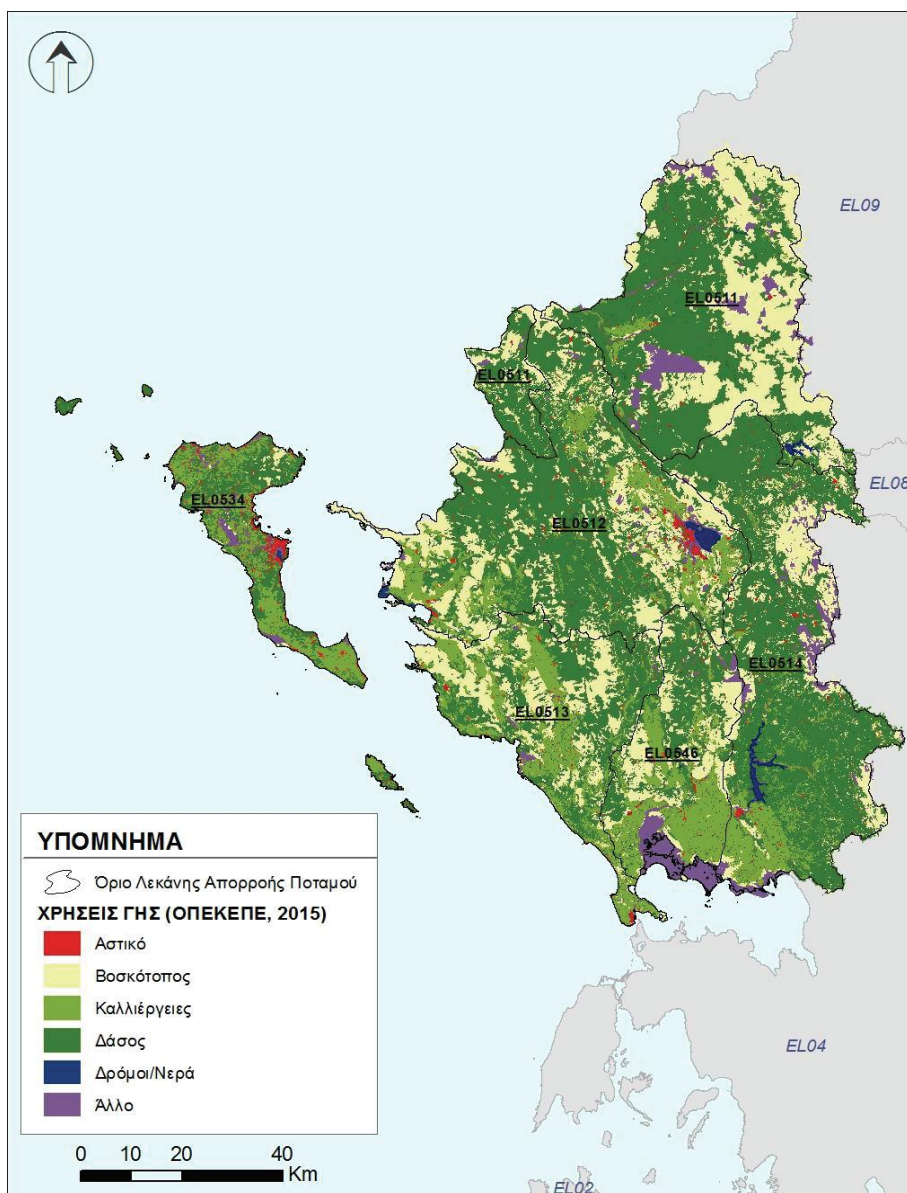 EL09
EL0511
EL0511
EL08
EL0534
EL0512
EL0514
EL0513
EL0546
ΥΠΟΜΝΗΜΑ
Όριο Λεκάνης Απορροής Ποταμού
ΧΡΗΣΕΙΣ ΓΗΣ (ΟΠΕΚΕΠΕ, 2015)
Αστικό
Βοσκότοπος
Καλλιέργειες
Δάσος
Δρόμοι/Νερά
Άλλο
0 10 20 40
Km
EL04
EL02